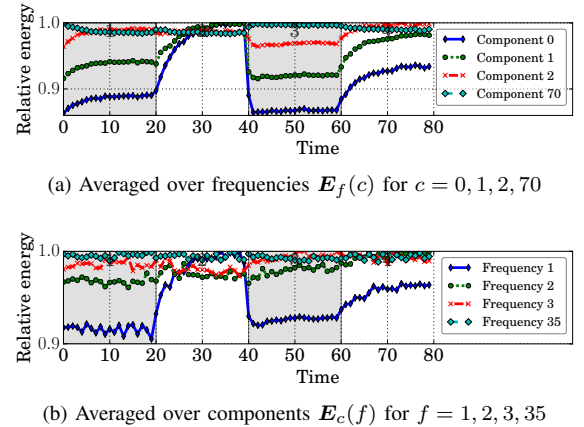 1.0
0.9
Relative energy
3
0 10 20 30 40 50 60 70 80
Time
Component 0
Component 1
Component 2
Component 70
(a) Averaged over frequencies E_f(c) for c = 0, 1, 2, 70
1.0
0.9
Relative energy
0 10 20 30 40 50 60 70 80
Time
Frequency 1
Frequency 2
Frequency 3
Frequency 35
(b) Averaged over components E_c(f) for f = 1, 2, 3, 35